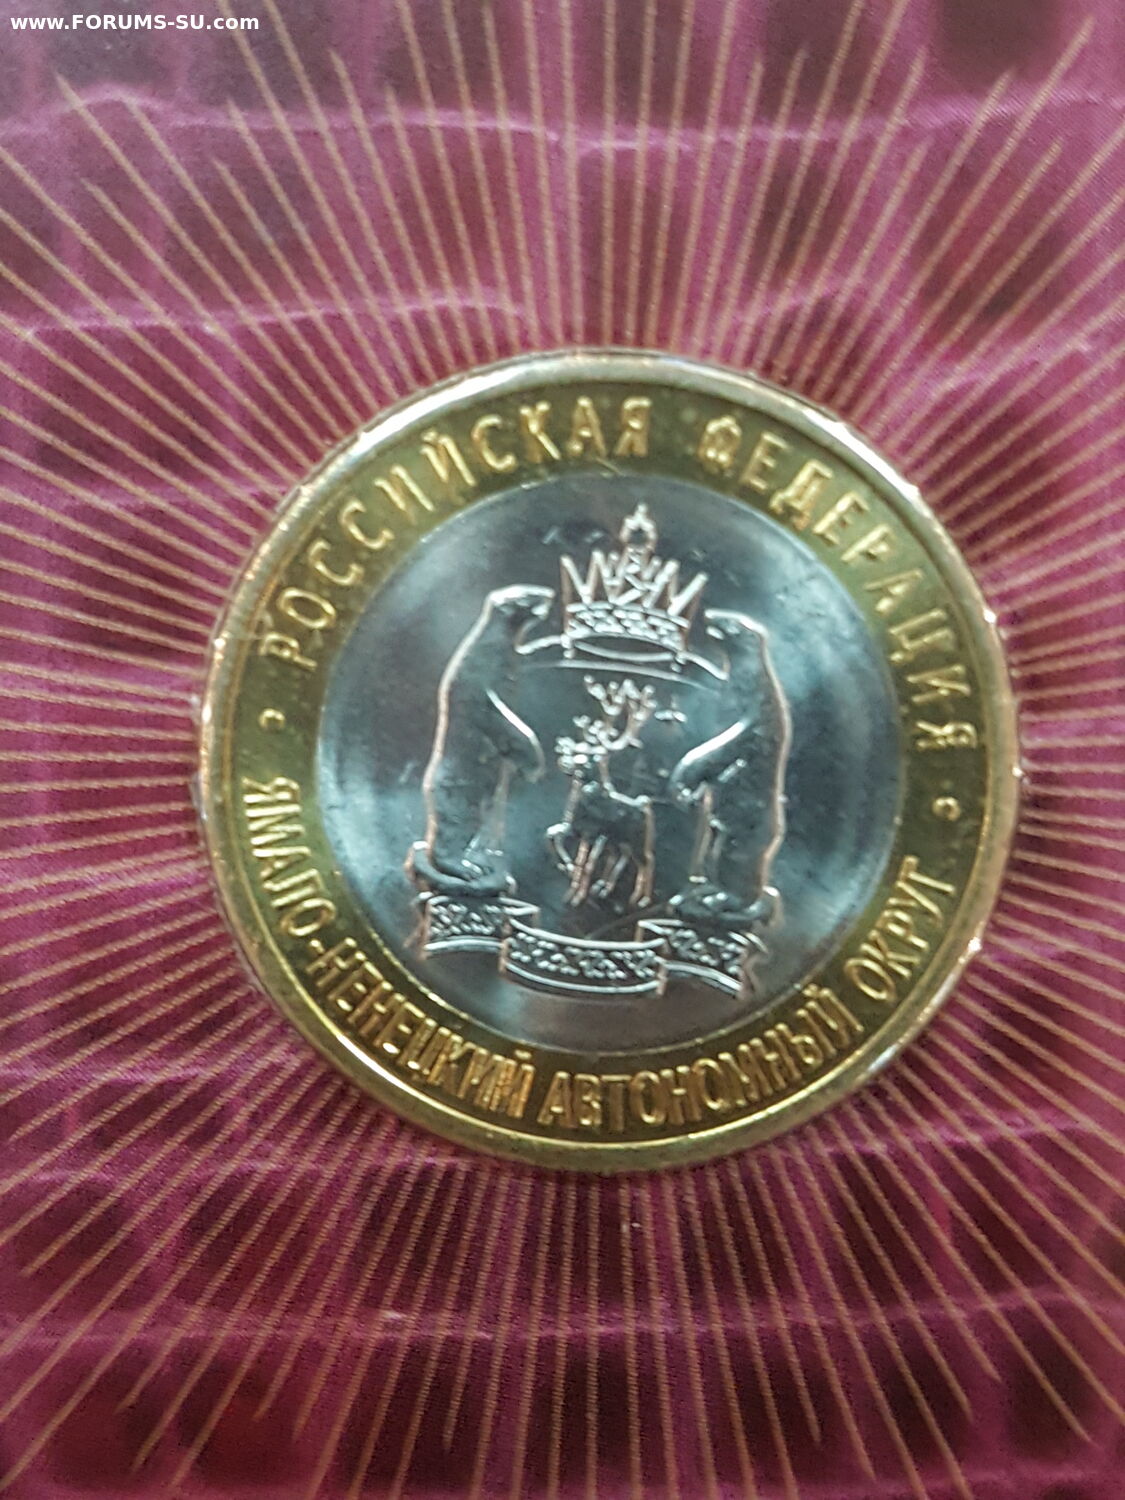 www.FORUMS-SU.com
РОССИЙСКАЯ ФЕДЕРАЦИЯ
ЯМАЛО-НЕНЕЦКИЙ АВТОНОМНЫЙ ОКРУГ